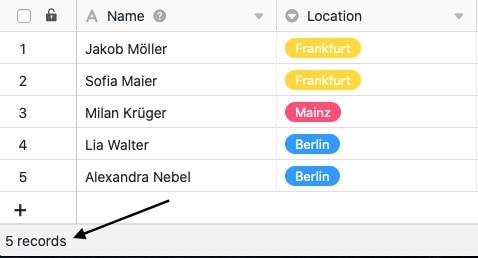 Name ? Location
1 Jakob Möller Frankfurt
2 Sofia Maier Frankfurt
3 Milan Krüger Mainz
4 Lia Walter Berlin
5 Alexandra Nebel Berlin
+
5 records